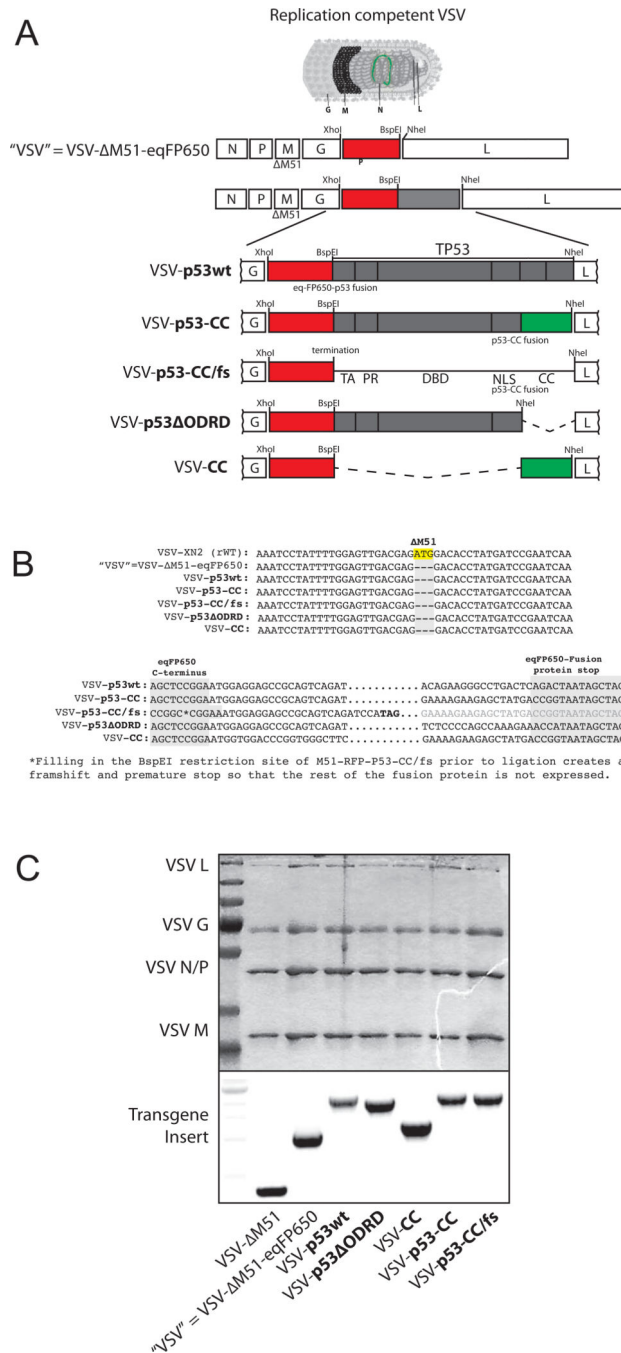 A
Replication competent VSV
G M N L
XhoI BspEI NheI
"VSV" = VSV-ΔM51-eqFP650 N P M G P L
ΔM51
XhoI BspEI NheI
N P M G L
ΔM51
XhoI BspEI TP53 NheI
VSV-p53wt G L
eq-FP650-p53 fusion
XhoI BspEI NheI
VSV-p53-CC G L
p53-CC fusion
XhoI termination NheI
VSV-p53-CC/fs G L
TA PR DBD NLS CC
p53-CC fusion
XhoI BspEI NheI
VSV-p53ΔODRD G L
XhoI BspEI NheI
VSV-CC G L
B
ΔM51
VSV-XN2 (rWT): AAATCCTATTTTGGAGTTGACGAGATGGACACCTATGATCCGAATCAA
"VSV"=VSV-ΔM51-eqFP650: AAATCCTATTTTGGAGTTGACGAG---GACACCTATGATCCGAATCAA
VSV-p53wt: AAATCCTATTTTGGAGTTGACGAG---GACACCTATGATCCGAATCAA
VSV-p53-CC: AAATCCTATTTTGGAGTTGACGAG---GACACCTATGATCCGAATCAA
VSV-p53-CC/fs: AAATCCTATTTTGGAGTTGACGAG---GACACCTATGATCCGAATCAA
VSV-p53ΔODRD: AAATCCTATTTTGGAGTTGACGAG---GACACCTATGATCCGAATCAA
VSV-CC: AAATCCTATTTTGGAGTTGACGAG---GACACCTATGATCCGAATCAA
eqFP650 eqFP650-Fusion
C-terminus protein stop
VSV-p53wt: AGCTCCGGAATGGAGGAGCCGCAGTCAGAT..........ACAGAAGGGCCTGACTCAGACTAATAGCTAG
VSV-p53-CC: AGCTCCGGAATGGAGGAGCCGCAGTCAGAT..........GAAAAGAAGAGCTATGACCGGTAATAGCTAG
VSV-p53-CC/fs: CCGGC*CGGAAATGGAGGAGCCGCAGTCAGATCCATAG...GAAAAGAAGAGCTATGACCGGTAATAGCTAG
VSV-p53ΔODRD: AGCTCCGGAATGGAGGAGCCGCAGTCAGAT..........TCTCCCCAGCCAAAGAAACCATAATAGCTAG
VSV-CC: AGCTCCGGAATGGTGGACCCGGTGGGCTTC..........GAAAAGAAGAGCTATGACCGGTAATAGCTAG
*Filling in the BspEI restriction site of M51-RFP-P53-CC/fs prior to ligation creates a
framshift and premature stop so that the rest of the fusion protein is not expressed.
C
VSV L
VSV G
VSV N/P
VSV M
Transgene
Insert
VSV-ΔM51
"VSV" = VSV-ΔM51-eqFP650
VSV-p53wt
VSV-p53ΔODRD
VSV-CC
VSV-p53-CC
VSV-p53-CC/fs